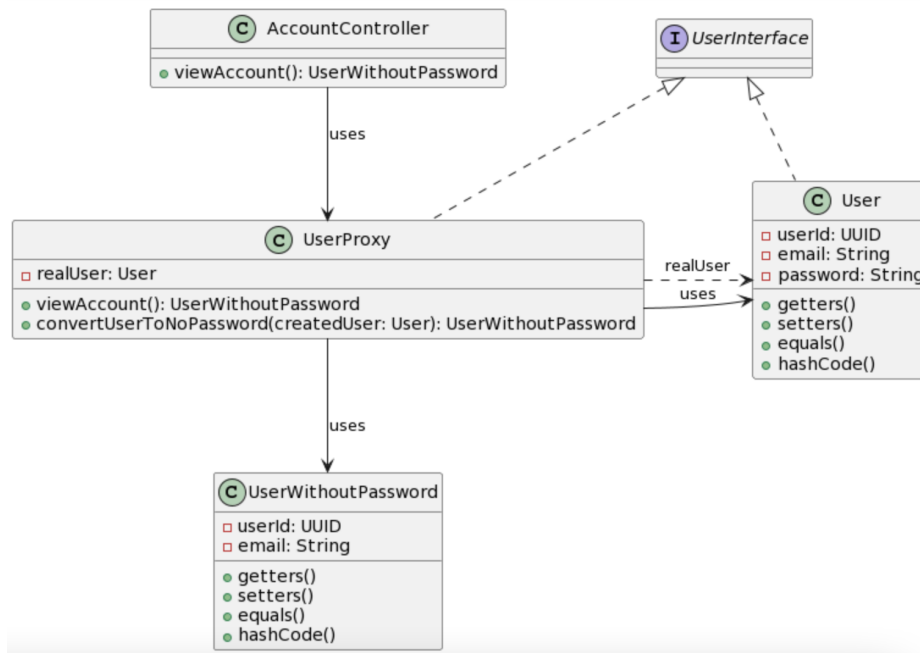 C AccountController
viewAccount(): UserWithoutPassword
I UserInterface
uses
C User
userId: UUID
email: String
password: String
getters()
setters()
equals()
hashCode()
C UserProxy
realUser: User
viewAccount(): UserWithoutPassword
convertUserToNoPassword(createdUser: User): UserWithoutPassword
realUser
uses
uses
C UserWithoutPassword
userId: UUID
email: String
getters()
setters()
equals()
hashCode()